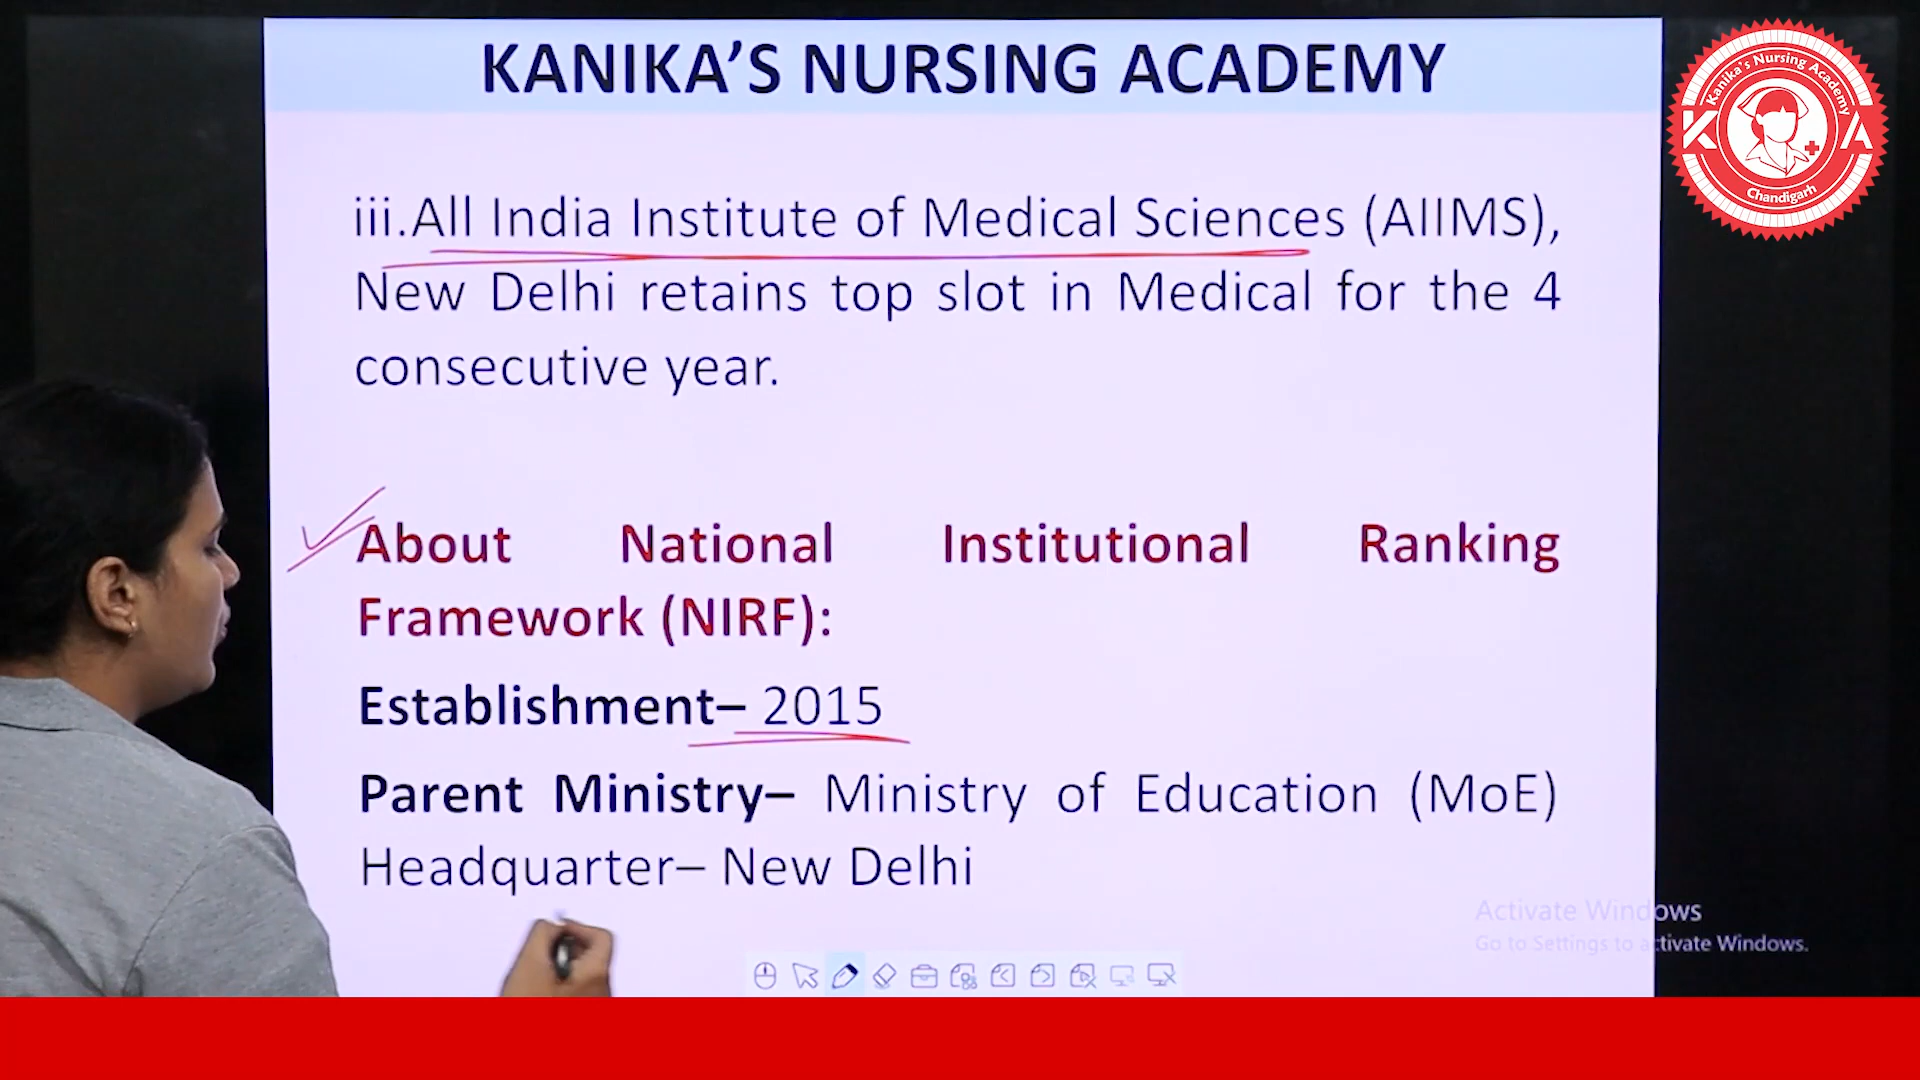 KANIKA'S NURSING ACADEMY
Kanika's Nursing Academy
K A
Chandigarh
iii.All India Institute of Medical Sciences (AIIMS),
New Delhi retains top slot in Medical for the 4
consecutive year.
About National Institutional Ranking
Framework (NIRF):
Establishment– 2015
Parent Ministry– Ministry of Education (MoE)
Headquarter– New Delhi
Activate Windows
Go to Settings to activate Windows.